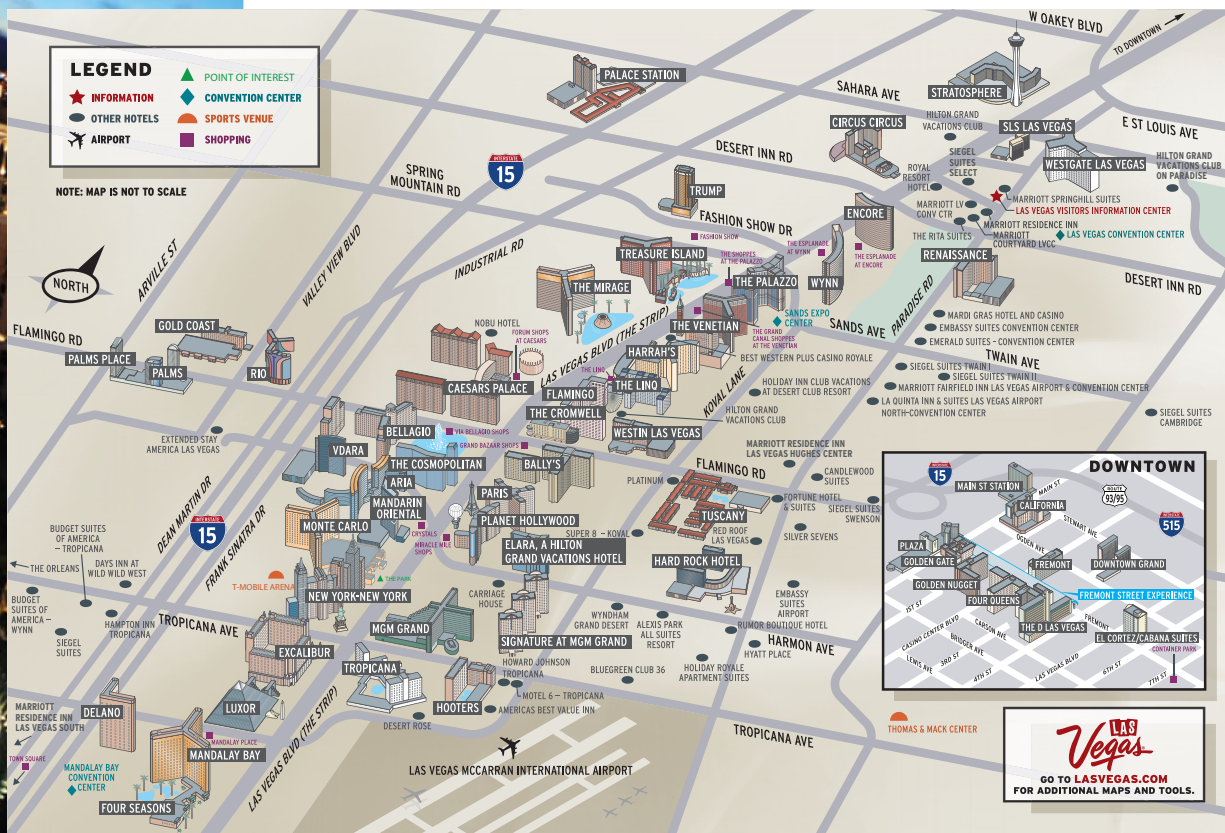 LEGEND
POINT OF INTEREST
INFORMATION
CONVENTION CENTER
OTHER HOTELS
SPORTS VENUE
AIRPORT
SHOPPING
NOTE: MAP IS NOT TO SCALE
NORTH
W OAKEY BLVD
TO DOWNTOWN
PALACE STATION
STRATOSPHERE
SAHARA AVE
HILTON GRAND
VACATIONS CLUB
CIRCUS CIRCUS
SLS LAS VEGAS
E ST LOUIS AVE
DESERT INN RD
SIEGEL
SUITES
SELECT
WESTGATE LAS VEGAS
HILTON GRAND
VACATIONS CLUB
ON PARADISE
INTERSTATE
15
SPRING
MOUNTAIN RD
ROYAL
RESORT
HOTEL
TRUMP
MARRIOTT SPRINGHILL SUITES
LAS VEGAS VISITORS INFORMATION CENTER
MARRIOTT LV
CONV CTR
FASHION SHOW DR
ENCORE
MARRIOTT RESIDENCE INN
THE RITA SUITES
MARRIOTT
COURTYARD LVCC
LAS VEGAS CONVENTION CENTER
FASHION SHOW
ARVILLE ST
VALLEY VIEW BLVD
INDUSTRIAL RD
TREASURE ISLAND
THE SHOPPES
AT THE PALAZZO
THE ESPLANADE
AT WYNN
THE ESPLANADE
AT ENCORE
RENAISSANCE
THE MIRAGE
THE PALAZZO
WYNN
DESERT INN RD
PARADISE RD
FLAMINGO RD
GOLD COAST
NOBU HOTEL
FORUM SHOPS
AT CAESARS
LAS VEGAS BLVD (THE STRIP)
THE VENETIAN
SANDS EXPO
CENTER
SANDS AVE
MARDI GRAS HOTEL AND CASINO
EMBASSY SUITES CONVENTION CENTER
EMERALD SUITES - CONVENTION CENTER
THE GRAND
CANAL SHOPPES
AT THE VENETIAN
PALMS PLACE
PALMS
RIO
HARRAH'S
BEST WESTERN PLUS CASINO ROYALE
TWAIN AVE
SIEGEL SUITES TWAIN I
SIEGEL SUITES TWAIN II
MARRIOTT FAIRFIELD INN LAS VEGAS AIRPORT & CONVENTION CENTER
THE LINQ
THE LINQ
CAESARS PALACE
FLAMINGO
KOVAL LANE
HOLIDAY INN CLUB VACATIONS
AT DESERT CLUB RESORT
LA QUINTA INN & SUITES LAS VEGAS AIRPORT
NORTH-CONVENTION CENTER
THE CROMWELL
HILTON GRAND
VACATIONS CLUB
SIEGEL SUITES
CAMBRIDGE
BELLAGIO
VIA BELLAGIO SHOPS
GRAND BAZAAR SHOPS
WESTIN LAS VEGAS
EXTENDED STAY
AMERICA LAS VEGAS
VDARA
THE COSMOPOLITAN
BALLY'S
MARRIOTT RESIDENCE INN
LAS VEGAS HUGHES CENTER
FLAMINGO RD
ARIA
PLATINUM
CANDLEWOOD
SUITES
MANDARIN
ORIENTAL
PARIS
FORTUNE HOTEL
& SUITES
SIEGEL SUITES
SWENSON
MONTE CARLO
PLANET HOLLYWOOD
TUSCANY
CRYSTALS
MIRACLE MILE
SHOPS
SUPER 8 - KOVAL
RED ROOF
LAS VEGAS
SILVER SEVENS
DEAN MARTIN DR
INTERSTATE
15
FRANK SINATRA DR
ELARA, A HILTON
GRAND VACATIONS HOTEL
HARD ROCK HOTEL
BUDGET SUITES
OF AMERICA
– TROPICANA
THE ORLEANS
DAYS INN AT
WILD WILD WEST
T-MOBILE ARENA
THE PARK
NEW YORK-NEW YORK
CARRIAGE
HOUSE
EMBASSY
SUITES
AIRPORT
BUDGET
SUITES OF
AMERICA –
WYNN
HAMPTON INN
TROPICANA
TROPICANA AVE
SIEGEL
SUITES
MGM GRAND
SIGNATURE AT MGM GRAND
WYNDHAM
GRAND DESERT
ALEXIS PARK
ALL SUITES
RESORT
RUMOR BOUTIQUE HOTEL
HYATT PLACE
HARMON AVE
EXCALIBUR
TROPICANA
HOWARD JOHNSON
TROPICANA
BLUEGREEN CLUB 36
HOLIDAY ROYALE
APARTMENT SUITES
MOTEL 6 – TROPICANA
HOOTERS
AMERICAS BEST VALUE INN
DESERT ROSE
MARRIOTT
RESIDENCE INN
LAS VEGAS SOUTH
DELANO
LUXOR
LAS VEGAS BLVD (THE STRIP)
TROPICANA AVE
MANDALAY PLACE
MANDALAY BAY
TOWN SQUARE
MANDALAY BAY
CONVENTION
CENTER
FOUR SEASONS
LAS VEGAS MCCARRAN INTERNATIONAL AIRPORT
THOMAS & MACK CENTER
DOWNTOWN
INTERSTATE
15
MAIN ST STATION
MAIN ST
ROUTE
93/95
CALIFORNIA
INTERSTATE
515
STEWART AVE
OGDEN AVE
PLAZA
GOLDEN GATE
FREMONT
DOWNTOWN GRAND
GOLDEN NUGGET
FREMONT STREET EXPERIENCE
FOUR QUEENS
1ST ST
FREMONT
THE D LAS VEGAS
CASINO CENTER BLVD
CARSON AVE
EL CORTEZ/CABANA SUITES
BRIDGER AVE
CONTAINER PARK
LEWIS AVE
3RD ST
4TH ST
LAS VEGAS BLVD
6TH ST
7TH ST
LAS
Vegas
GO TO LASVEGAS.COM
FOR ADDITIONAL MAPS AND TOOLS.